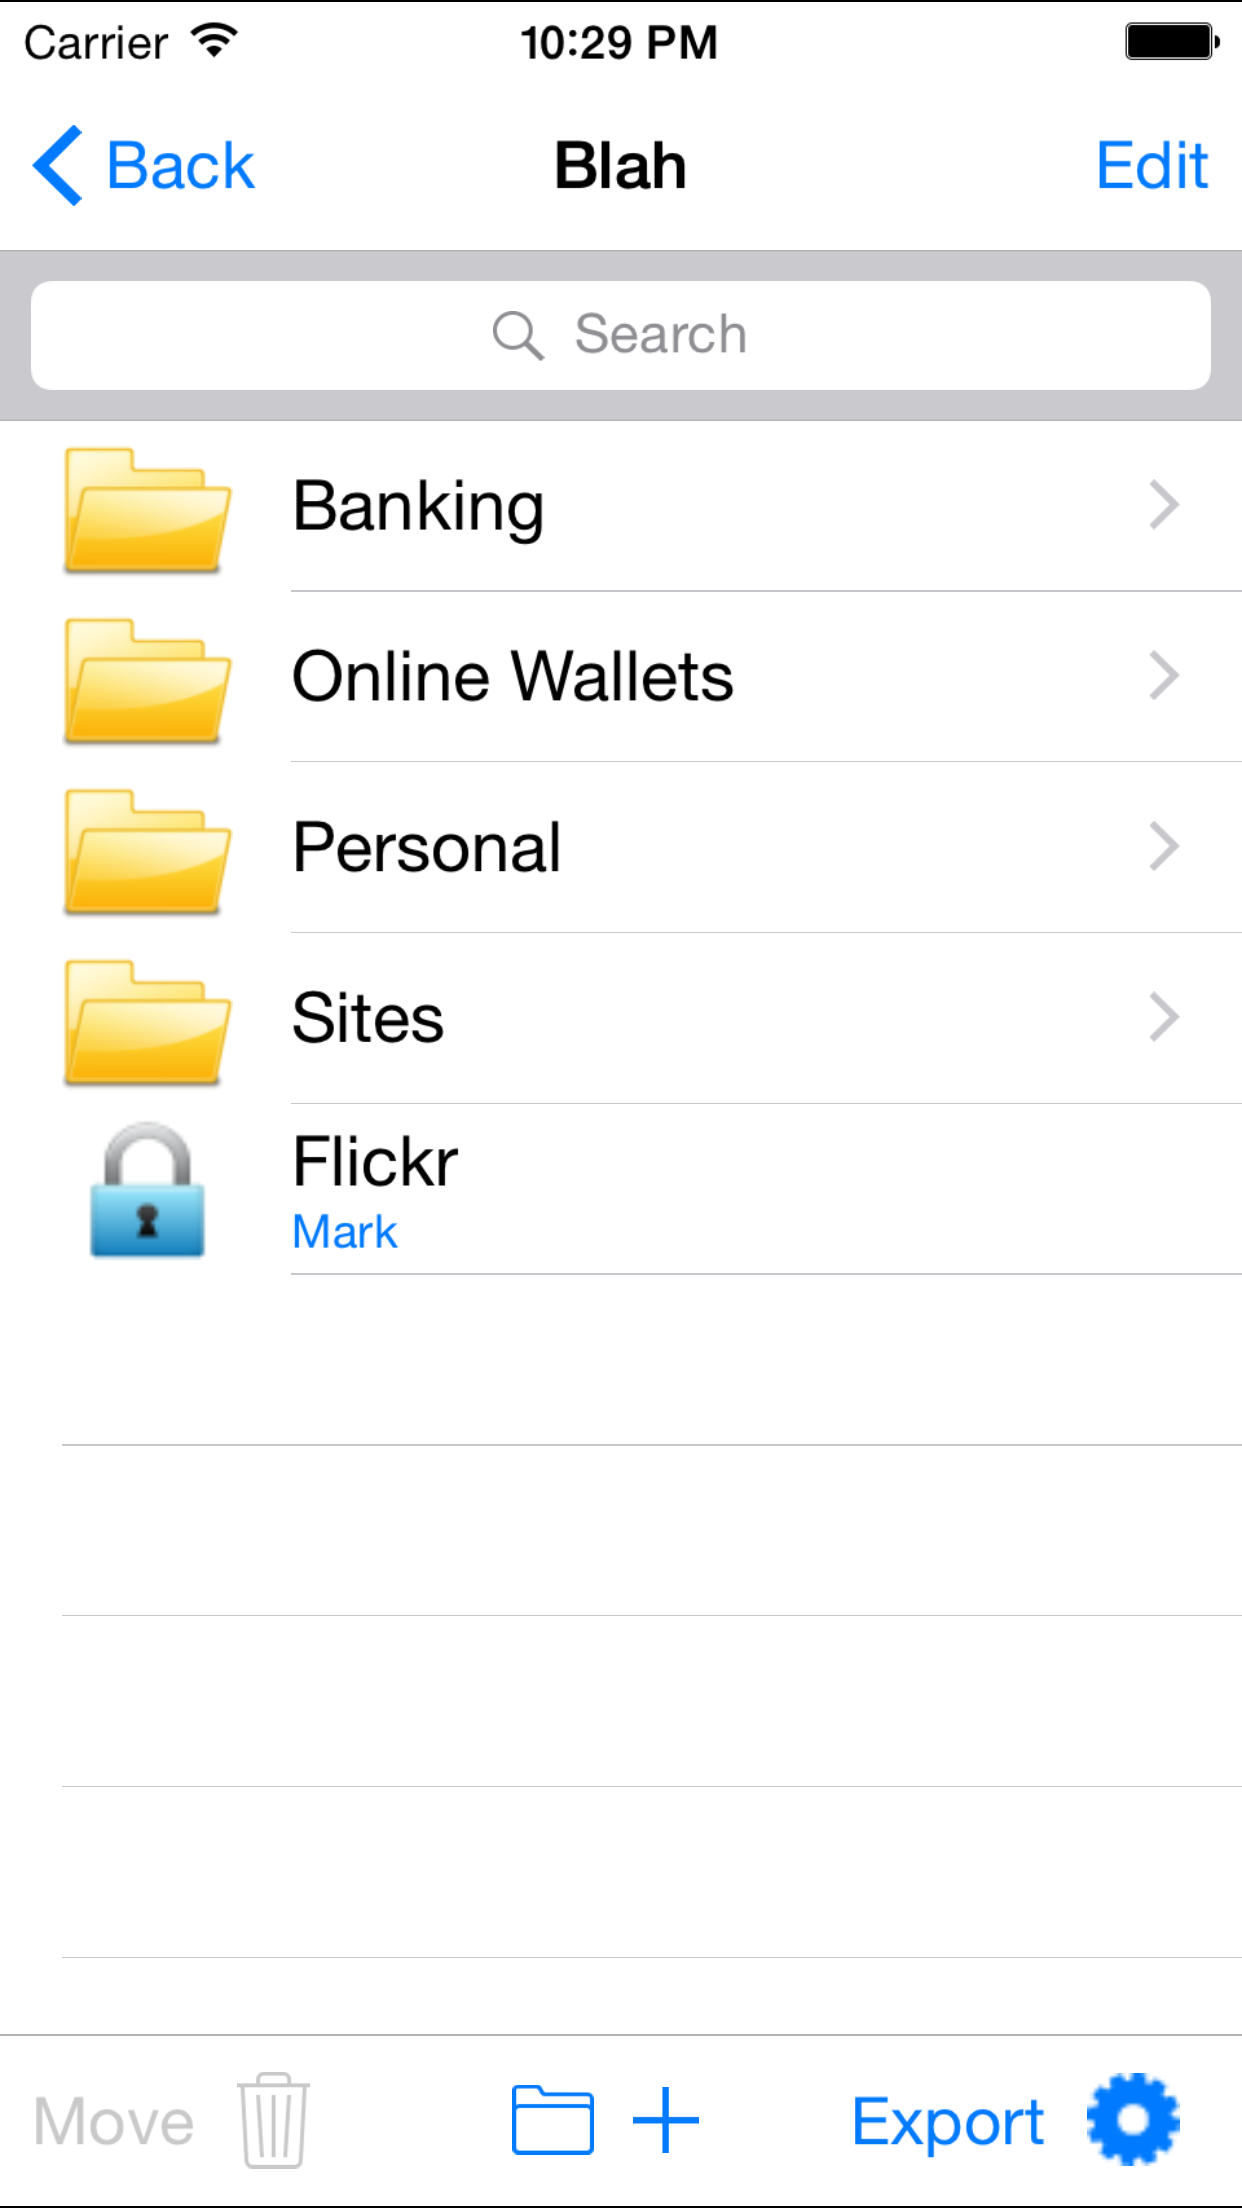 Carrier 10:29 PM
Back Blah Edit
Search
Banking
Online Wallets
Personal
Sites
Flickr
Mark
Move Export